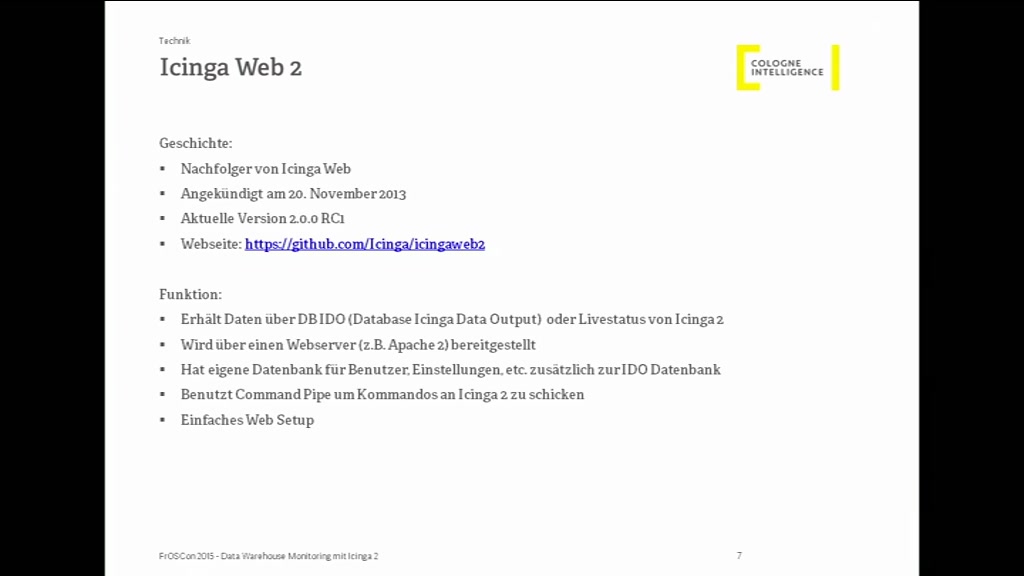 Technik
Icinga Web 2
COLOGNE
INTELLIGENCE
Geschichte:
▪ Nachfolger von Icinga Web
▪ Angekündigt am 20. November 2013
▪ Aktuelle Version 2.0.0 RC1
▪ Webseite: https://github.com/Icinga/icingaweb2
Funktion:
▪ Erhält Daten über DB IDO (Database Icinga Data Output) oder Livestatus von Icinga 2
▪ Wird über einen Webserver (z.B. Apache 2) bereitgestellt
▪ Hat eigene Datenbank für Benutzer, Einstellungen, etc. zusätzlich zur IDO Datenbank
▪ Benutzt Command Pipe um Kommandos an Icinga 2 zu schicken
▪ Einfaches Web Setup
FrOSCon 2015 - Data Warehouse Monitoring mit Icinga 2
7